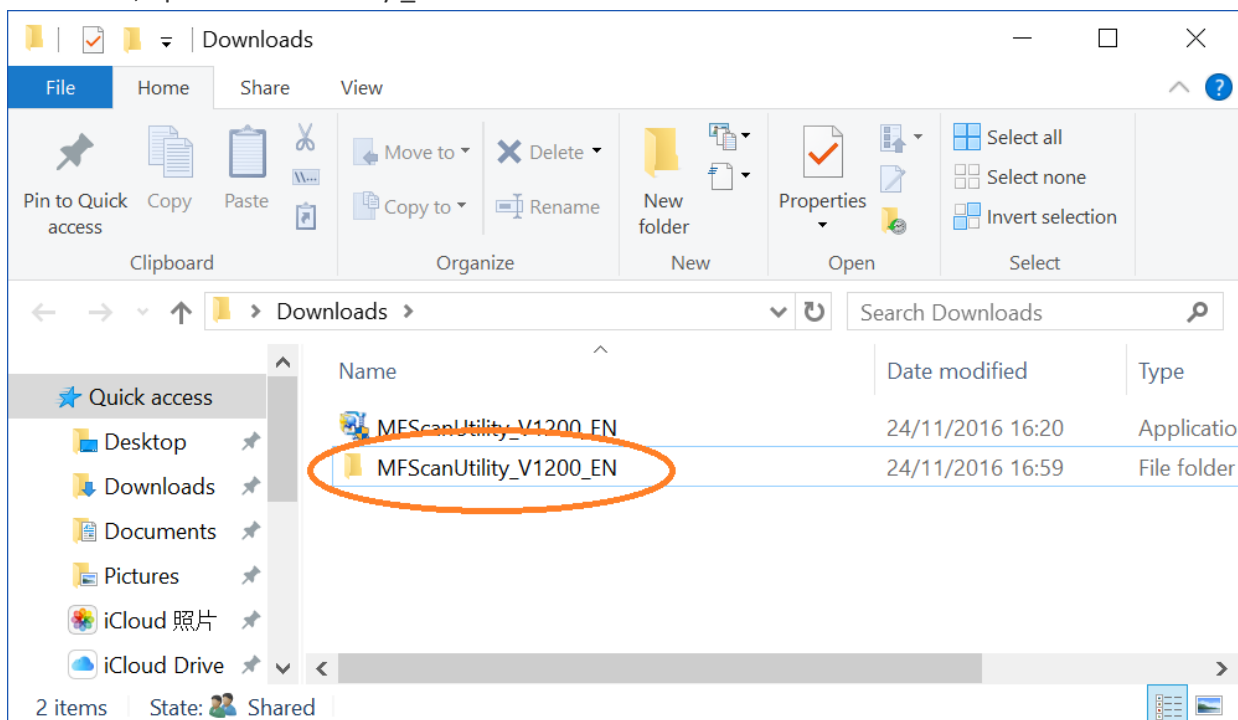 Downloads
File Home Share View
Pin to Quick access Copy Paste
Move to Delete
Copy to Rename
New folder
Properties
Select all
Select none
Invert selection
Clipboard Organize New Open Select
Downloads Search Downloads
Name Date modified Type
Quick access
Desktop
Downloads
Documents
Pictures
iCloud 照片
iCloud Drive
MFScanUtility_V1200_EN 24/11/2016 16:20 Applicatio
MFScanUtility_V1200_EN 24/11/2016 16:59 File folder
2 items State: Shared